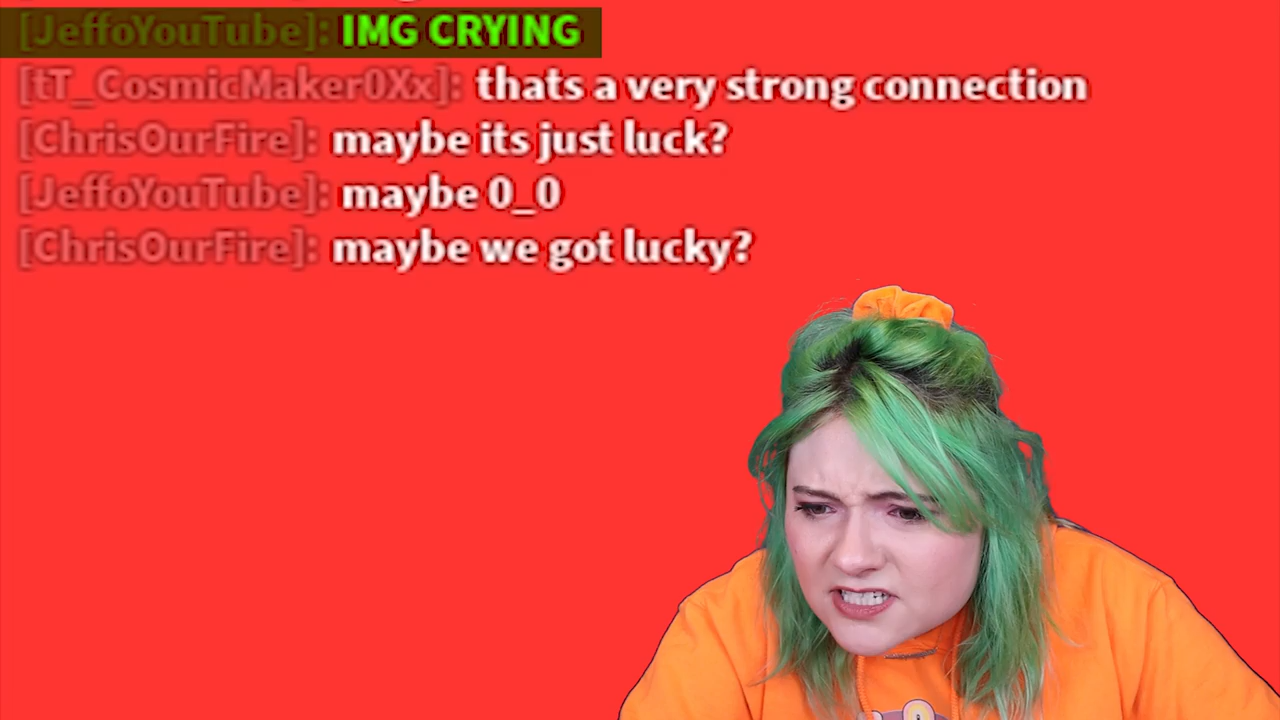 [JeffoYouTube]: IMG CRYING
[tT_CosmicMaker0Xx]: thats a very strong connection
[ChrisOurFire]: maybe its just luck?
[JeffoYouTube]: maybe 0_0
[ChrisOurFire]: maybe we got lucky?